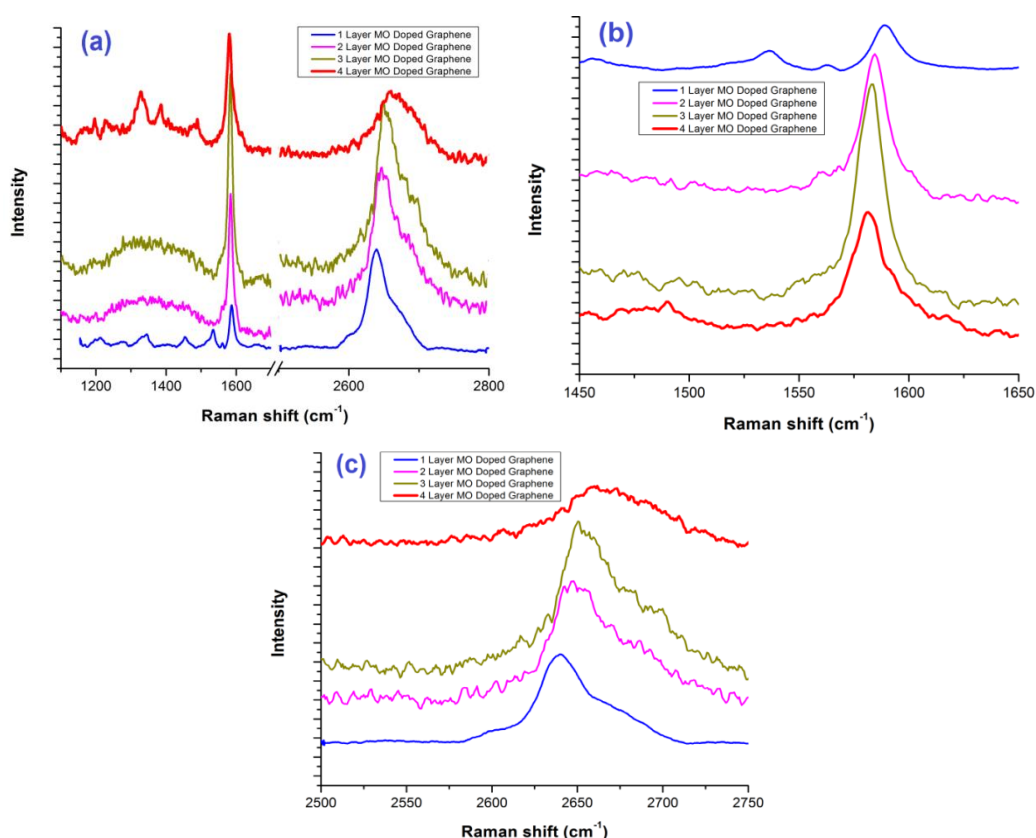 (a)
1 Layer MO Doped Graphene
2 Layer MO Doped Graphene
3 Layer MO Doped Graphene
4 Layer MO Doped Graphene
Intensity
1200 1400 1600 2600 2800
Raman shift (cm⁻¹)
(b)
1 Layer MO Doped Graphene
2 Layer MO Doped Graphene
3 Layer MO Doped Graphene
4 Layer MO Doped Graphene
Intensity
1450 1500 1550 1600 1650
Raman shift (cm⁻¹)
(c)
1 Layer MO Doped Graphene
2 Layer MO Doped Graphene
3 Layer MO Doped Graphene
4 Layer MO Doped Graphene
Intensity
2500 2550 2600 2650 2700 2750
Raman shift (cm⁻¹)